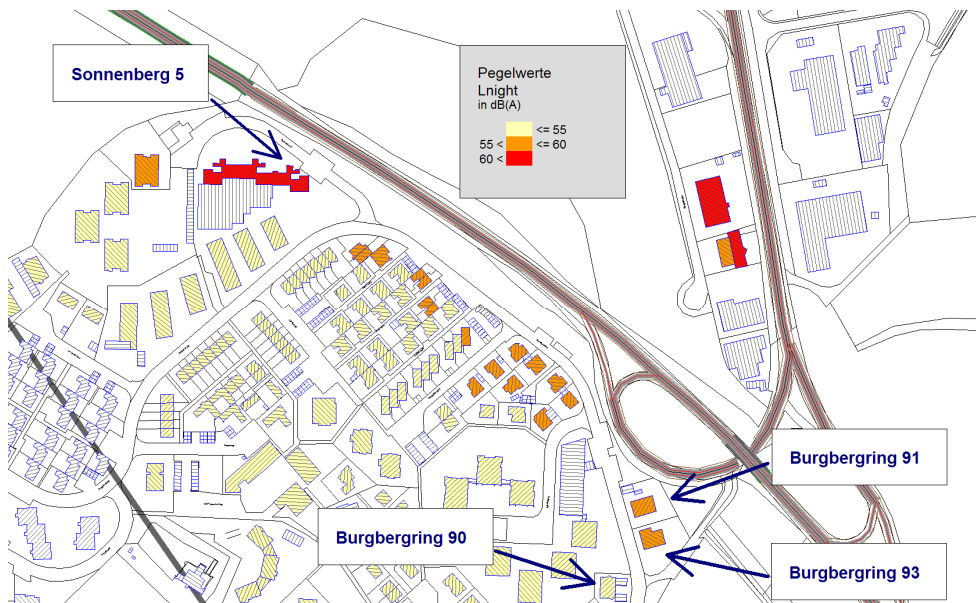 Sonnenberg 5
Pegelwerte
Lnight
in dB(A)
<= 55
55 < <= 60
60 <
Burgbergring 91
Burgbergring 90
Burgbergring 93